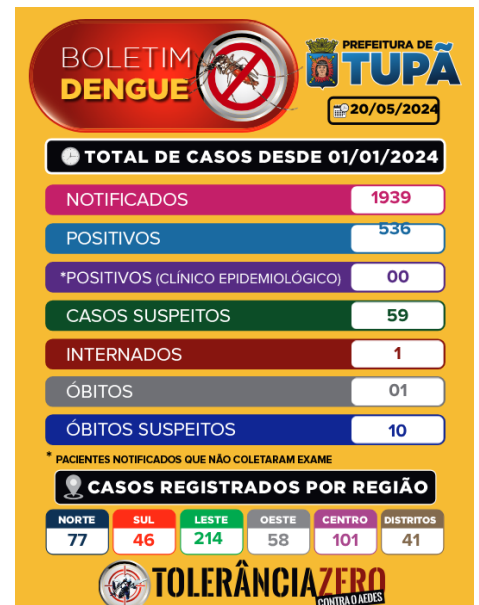 BOLETIM
DENGUE
PREFEITURA DE
TUPÃ
20/05/2024
TOTAL DE CASOS DESDE 01/01/2024
NOTIFICADOS 1939
POSITIVOS 536
*POSITIVOS (CLÍNICO EPIDEMIOLÓGICO) 00
CASOS SUSPEITOS 59
INTERNADOS 1
ÓBITOS 01
ÓBITOS SUSPEITOS 10
* PACIENTES NOTIFICADOS QUE NÃO COLETARAM EXAME
CASOS REGISTRADOS POR REGIÃO
NORTE SUL LESTE OESTE CENTRO DISTRITOS
77 46 214 58 101 41
TOLERÂNCIAZERO
CONTRA O AEDES